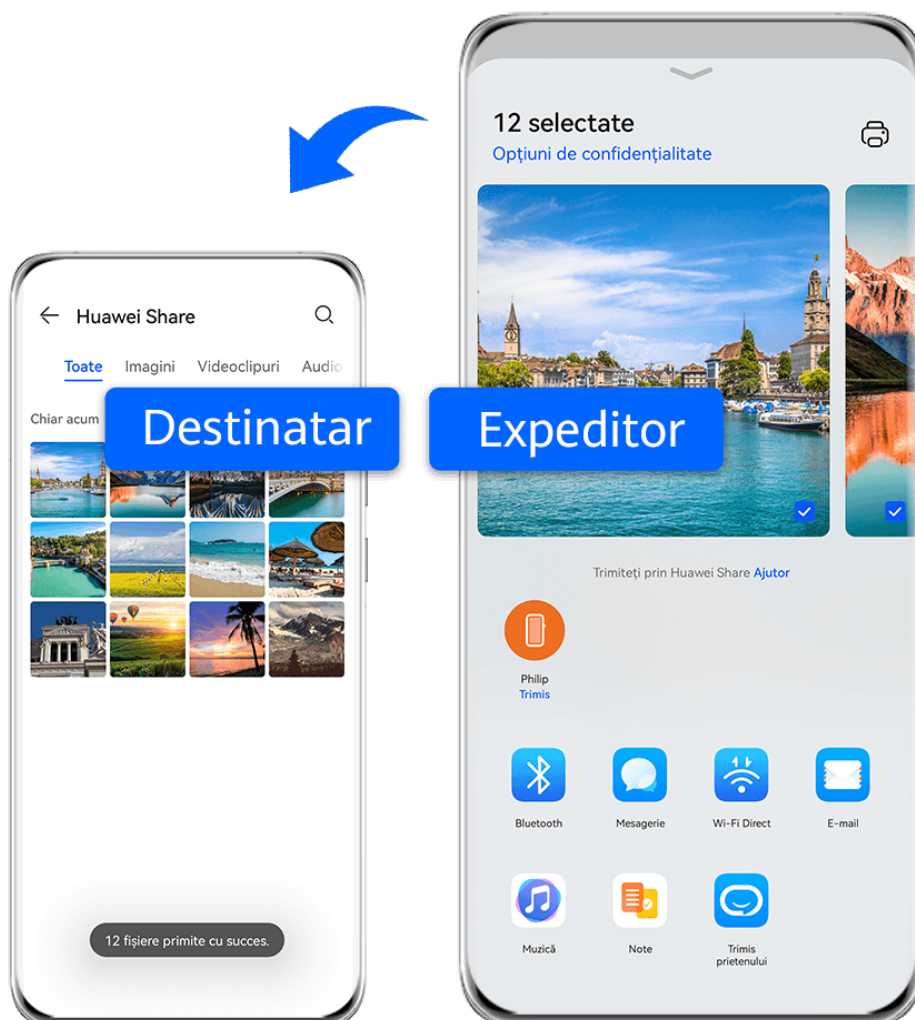 12 selectate
Opțiuni de confidențialitate
Huawei Share
Toate Imagini Videoclipuri Audio
Chiar acum
Destinatar
Expeditor
Trimiteți prin Huawei Share Ajutor
Philip
Trimis
Bluetooth Mesagerie Wi-Fi Direct E-mail
Muzică Note Trimis
prietenului
12 fișiere primite cu succes.